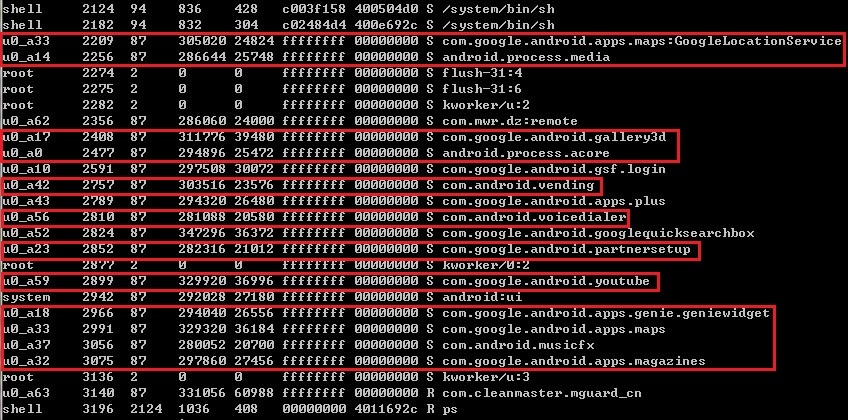 shell 2124 94 836 428 c003f158 400504d0 S /system/bin/sh
shell 2182 94 832 304 c02484d4 400e692c S /system/bin/sh
u0_a33 2209 87 305020 24824 ffffffff 00000000 S com.google.android.apps.maps:GoogleLocationService
u0_a14 2256 87 286644 25748 ffffffff 00000000 S android.process.media
root 2274 2 0 0 ffffffff 00000000 S flush-31:4
root 2275 2 0 0 ffffffff 00000000 S flush-31:6
root 2282 2 0 0 ffffffff 00000000 S kworker/u:2
u0_a62 2356 87 286060 24000 ffffffff 00000000 S com.mwr.dz:remote
u0_a17 2408 87 311776 39480 ffffffff 00000000 S com.google.android.gallery3d
u0_a0 2477 87 294896 25472 ffffffff 00000000 S android.process.acore
u0_a10 2591 87 297508 30072 ffffffff 00000000 S com.google.android.gsf.login
u0_a42 2757 87 303516 23576 ffffffff 00000000 S com.android.vending
u0_a43 2789 87 294320 26480 ffffffff 00000000 S com.google.android.apps.plus
u0_a56 2810 87 281088 20580 ffffffff 00000000 S com.android.voicedialer
u0_a52 2824 87 347296 36372 ffffffff 00000000 S com.google.android.googlequicksearchbox
u0_a23 2852 87 282316 21012 ffffffff 00000000 S com.google.android.partnersetup
root 2877 2 0 0 ffffffff 00000000 S kworker/0:2
u0_a59 2899 87 329920 36996 ffffffff 00000000 S com.google.android.youtube
system 2942 87 292028 27180 ffffffff 00000000 S android:ui
u0_a18 2966 87 294040 26556 ffffffff 00000000 S com.google.android.apps.genie.geniewidget
u0_a33 2991 87 329320 36184 ffffffff 00000000 S com.google.android.apps.maps
u0_a37 3056 87 280052 20700 ffffffff 00000000 S com.android.musicfx
u0_a32 3075 87 297860 27456 ffffffff 00000000 S com.google.android.apps.magazines
root 3136 2 0 0 ffffffff 00000000 S kworker/u:3
u0_a63 3140 87 331056 60988 ffffffff 00000000 R com.cleanmaster.mguard_cn
shell 3196 2124 1036 408 00000000 4011692c R ps